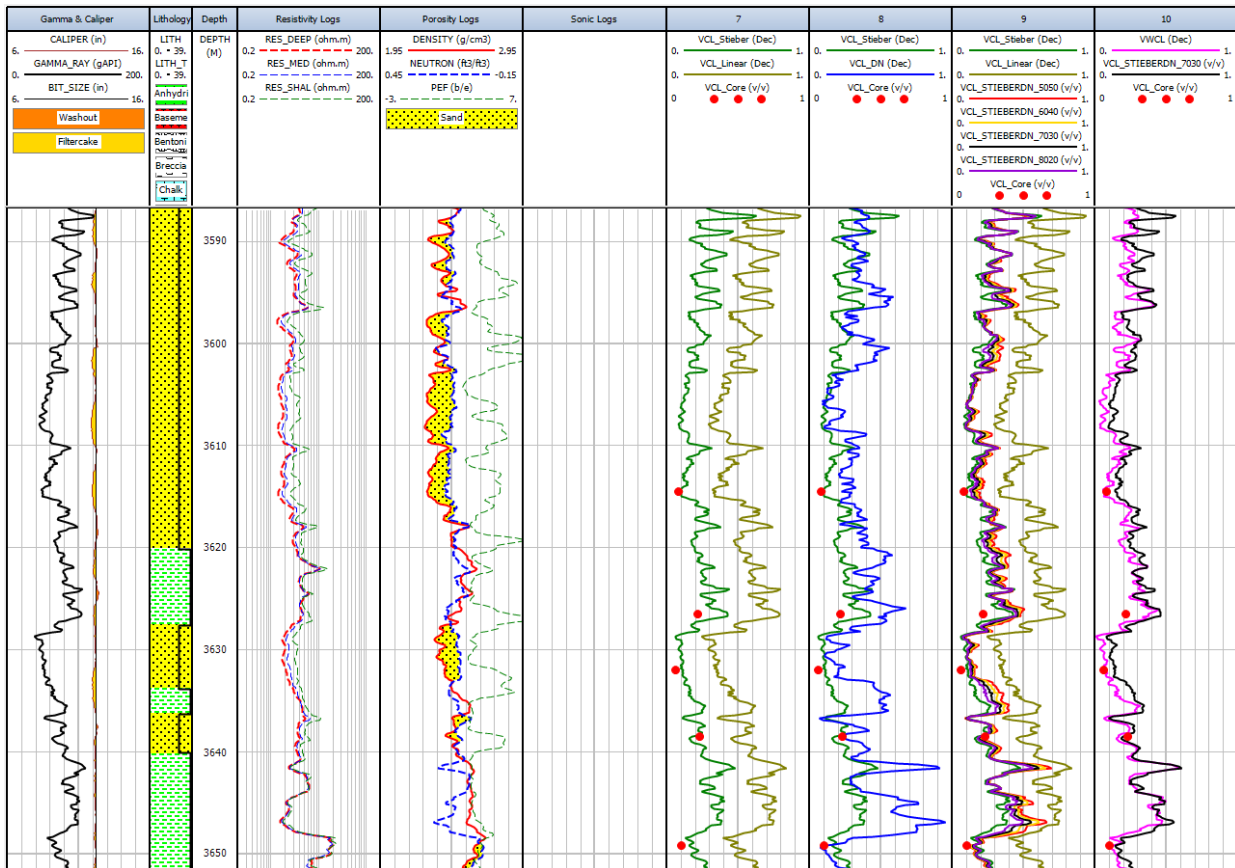 Gamma & Caliper Lithology Depth Resistivity Logs Porosity Logs Sonic Logs 7 8 9 10
CALIPER (in)
6. 16.
GAMMA_RAY (gAPI)
0. 200.
BIT_SIZE (in)
6. 16.
Washout
Filtercake
LITH
0. 39.
LITH_T
0. 39.
Anhydri
Baseme
Bentoni
Breccia
Chalk
DEPTH
(M)
RES_DEEP (ohm.m)
0.2 200.
RES_MED (ohm.m)
0.2 200.
RES_SHAL (ohm.m)
0.2 200.
DENSITY (g/cm3)
1.95 2.95
NEUTRON (ft3/ft3)
0.45 -0.15
PEF (b/e)
-3. 7.
Sand
VCL_Stieber (Dec)
0. 1.
VCL_Linear (Dec)
0. 1.
VCL_Core (v/v)
0 1
VCL_Stieber (Dec)
0. 1.
VCL_DN (Dec)
0. 1.
VCL_Core (v/v)
0 1
VCL_Stieber (Dec)
0. 1.
VCL_Linear (Dec)
0. 1.
VCL_STIEBERDN_5050 (v/v)
0. 1.
VCL_STIEBERDN_6040 (v/v)
0. 1.
VCL_STIEBERDN_7030 (v/v)
0. 1.
VCL_STIEBERDN_8020 (v/v)
0. 1.
VCL_Core (v/v)
0 1
VWCL (Dec)
0. 1.
VCL_STIEBERDN_7030 (v/v)
0. 1.
VCL_Core (v/v)
0 1
3590
3600
3610
3620
3630
3640
3650